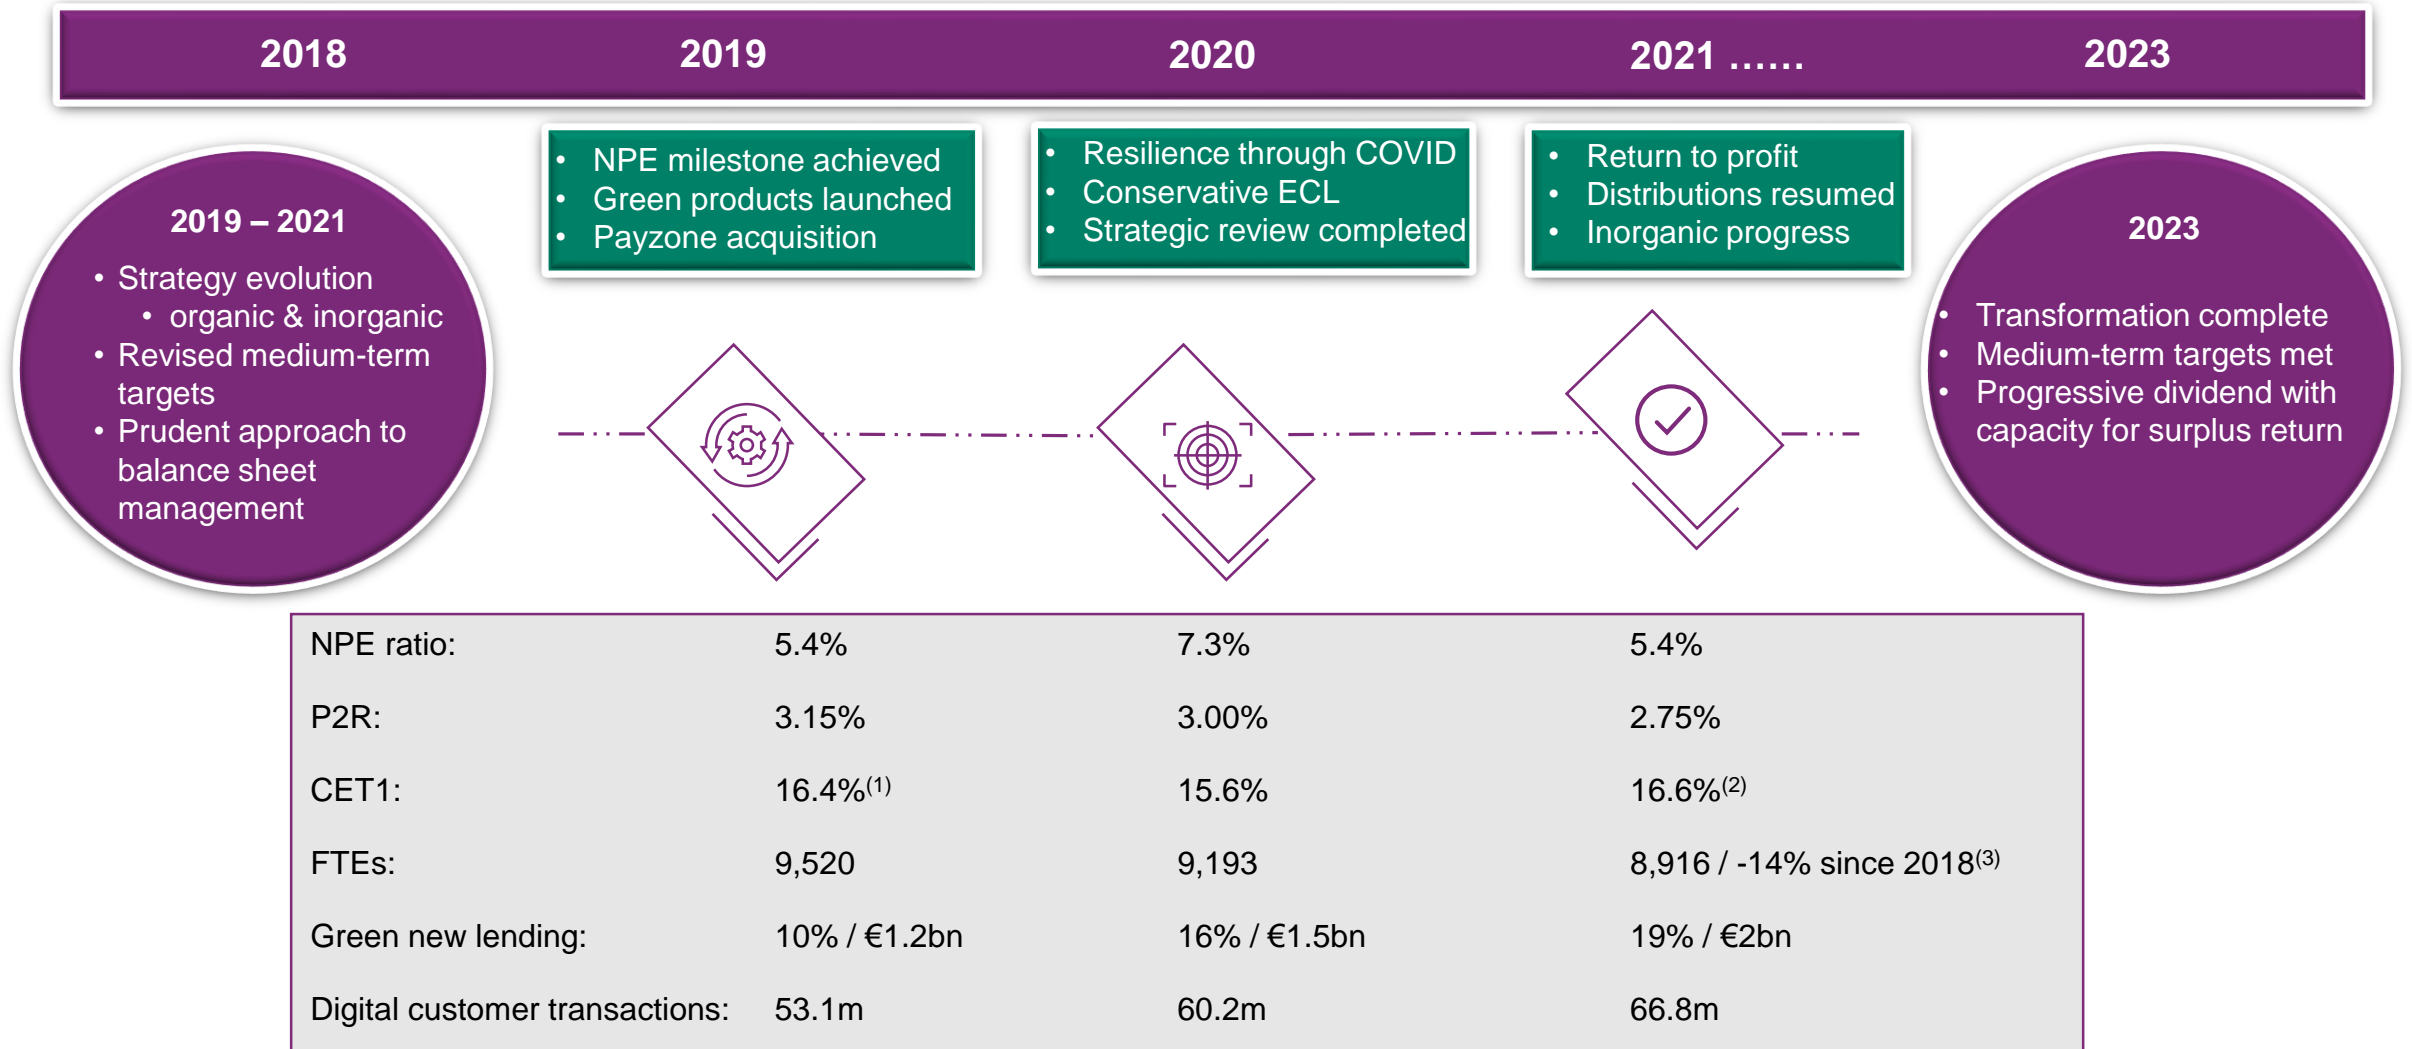 2018 2019 2020 2021 ...... 2023
2019 – 2021
• Strategy evolution
• organic & inorganic
• Revised medium-term
targets
• Prudent approach to
balance sheet
management
• NPE milestone achieved
• Green products launched
• Payzone acquisition
• Resilience through COVID
• Conservative ECL
• Strategic review completed
• Return to profit
• Distributions resumed
• Inorganic progress
2023
• Transformation complete
• Medium-term targets met
• Progressive dividend with
capacity for surplus return
NPE ratio: 5.4% 7.3% 5.4%
P2R: 3.15% 3.00% 2.75%
CET1: 16.4%(1) 15.6% 16.6%(2)
FTEs: 9,520 9,193 8,916 / -14% since 2018(3)
Green new lending: 10% / €1.2bn 16% / €1.5bn 19% / €2bn
Digital customer transactions: 53.1m 60.2m 66.8m